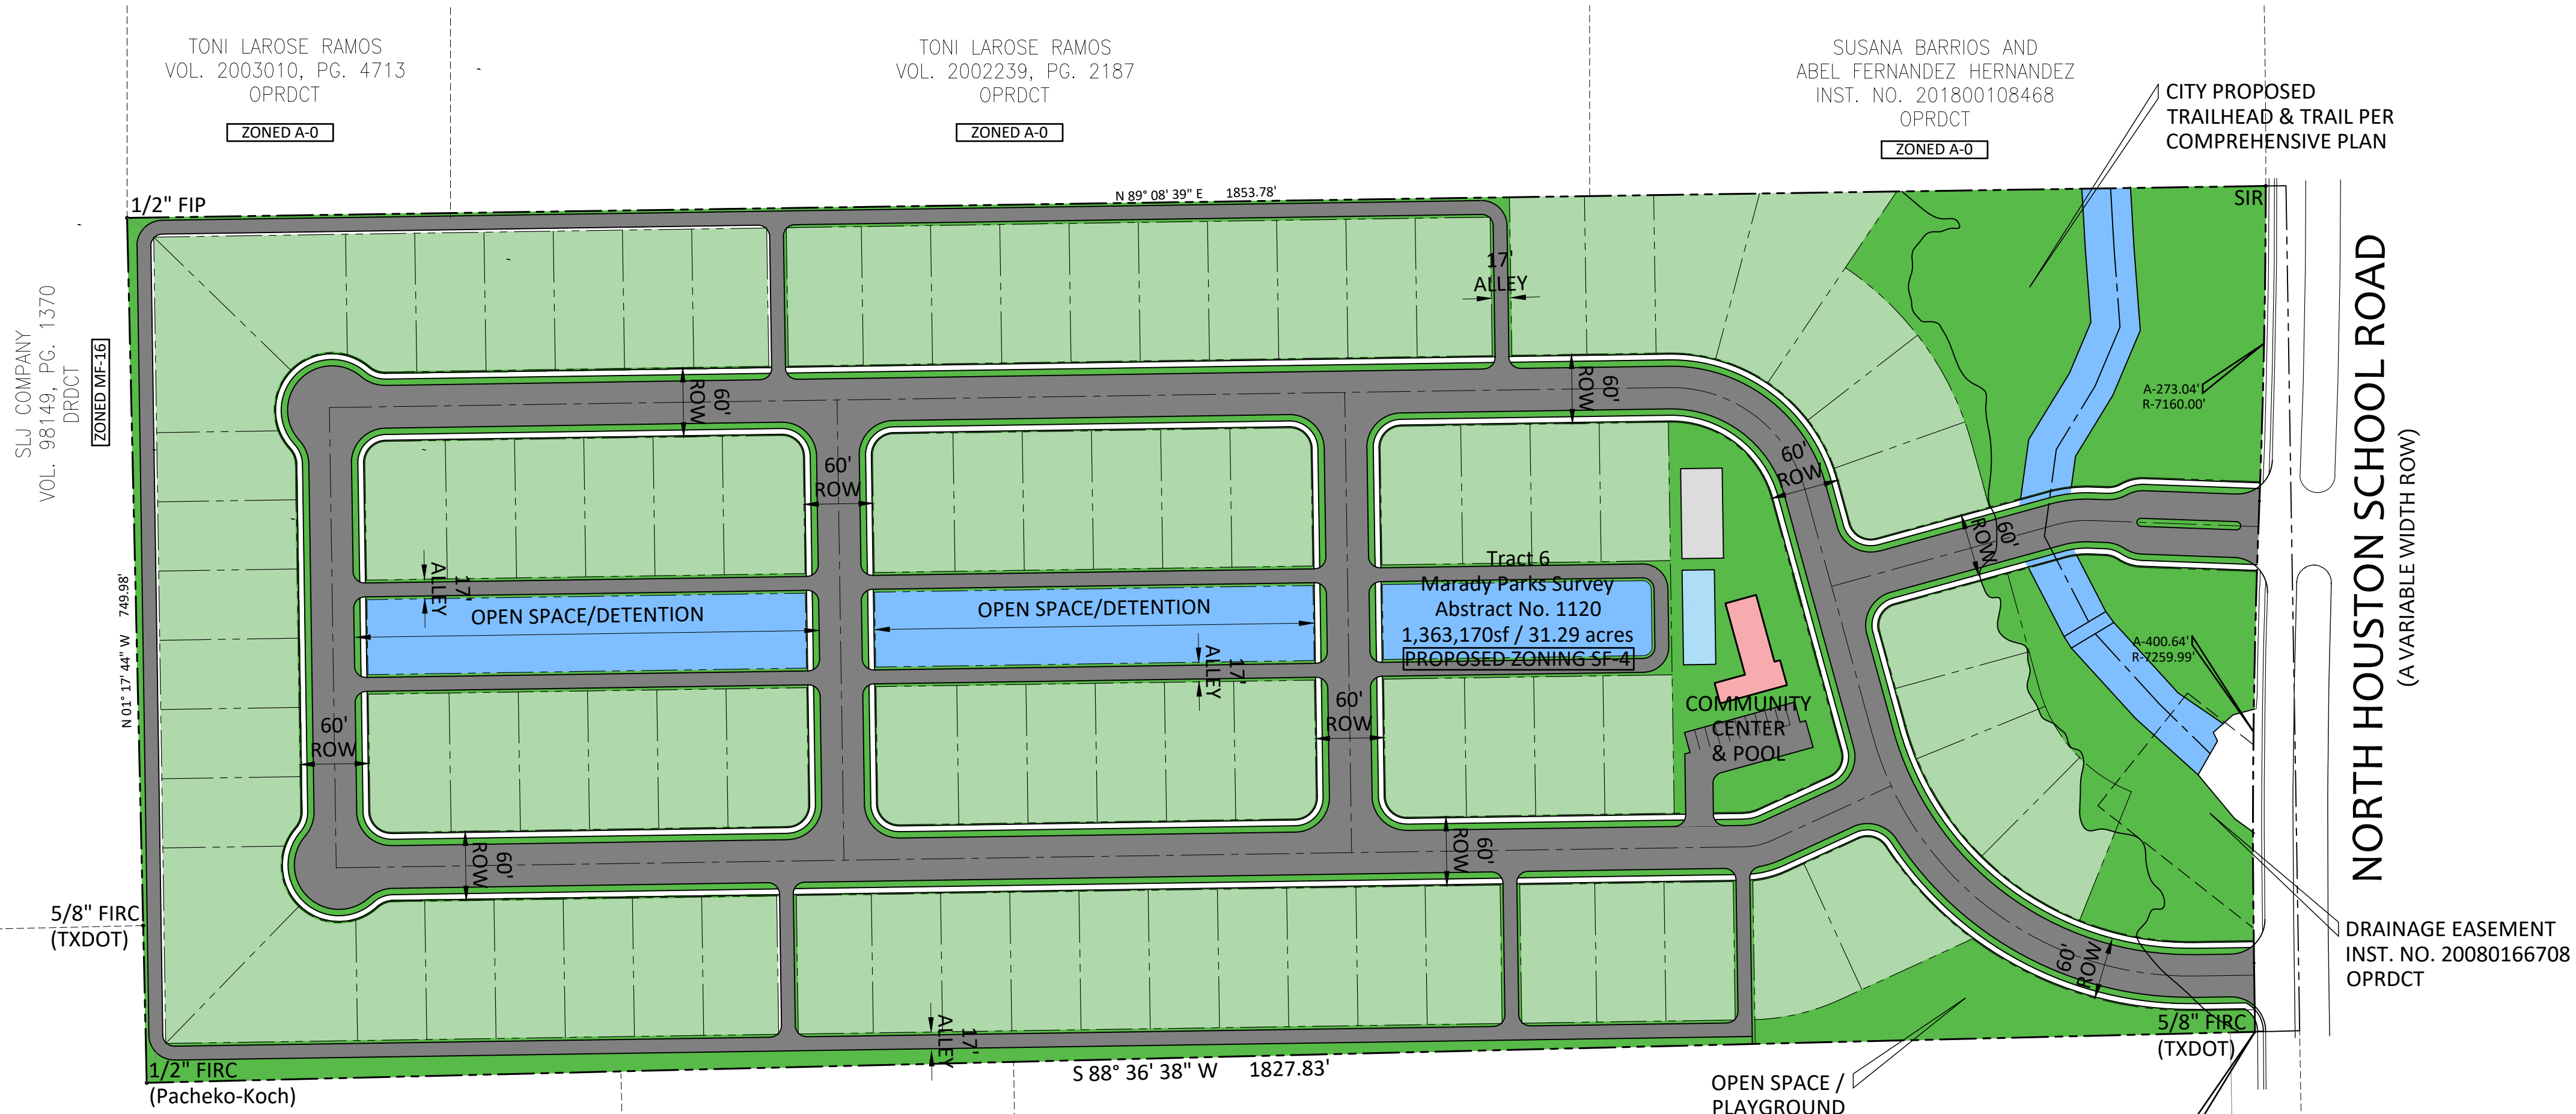 TONI LAROSE RAMOS
VOL. 2003010, PG. 4713
OPRDCT
ZONED A-0
TONI LAROSE RAMOS
VOL. 2002239, PG. 2187
OPRDCT
ZONED A-0
SUSANA BARRIOS AND
ABEL FERNANDEZ HERNANDEZ
INST. NO. 201800108468
OPRDCT
ZONED A-0
CITY PROPOSED
TRAILHEAD & TRAIL PER
COMPREHENSIVE PLAN
1/2" FIP
N 89° 08' 39" E 1853.78'
SIR
SLJ COMPANY
VOL. 98149, PG. 1370
DRDCT
ZONED MF-16
N 01° 17' 44" W 749.98'
17'
ALLEY
60'
ROW
60'
ROW
60'
ROW
60'
ROW
60'
ROW
A-273.04'
R-7160.00'
NORTH HOUSTON SCHOOL ROAD
(A VARIABLE WIDTH ROW)
17'
ALLEY
OPEN SPACE/DETENTION
OPEN SPACE/DETENTION
Tract 6
Marady Parks Survey
Abstract No. 1120
1,363,170sf / 31.29 acres
PROPOSED ZONING SF-4
17'
ALLEY
A-400.64'
R-7259.99'
60'
ROW
60'
ROW
COMMUNITY
CENTER
& POOL
60'
ROW
60'
ROW
60'
ROW
5/8" FIRC
(TXDOT)
DRAINAGE EASEMENT
INST. NO. 20080166708
OPRDCT
17'
ALLEY
5/8" FIRC
(TXDOT)
1/2" FIRC
(Pacheko-Koch)
S 88° 36' 38" W 1827.83'
OPEN SPACE /
PLAYGROUND